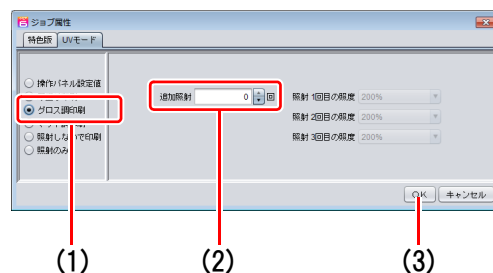 ジョブ属性
特色版 UVモード
操作パネル設定値
グロス調印刷
照射しないで印刷
照射のみ
追加照射 0 回
照射 1回目の照度 200%
照射 2回目の照度 200%
照射 3回目の照度 200%
OK キャンセル
(1) (2) (3)